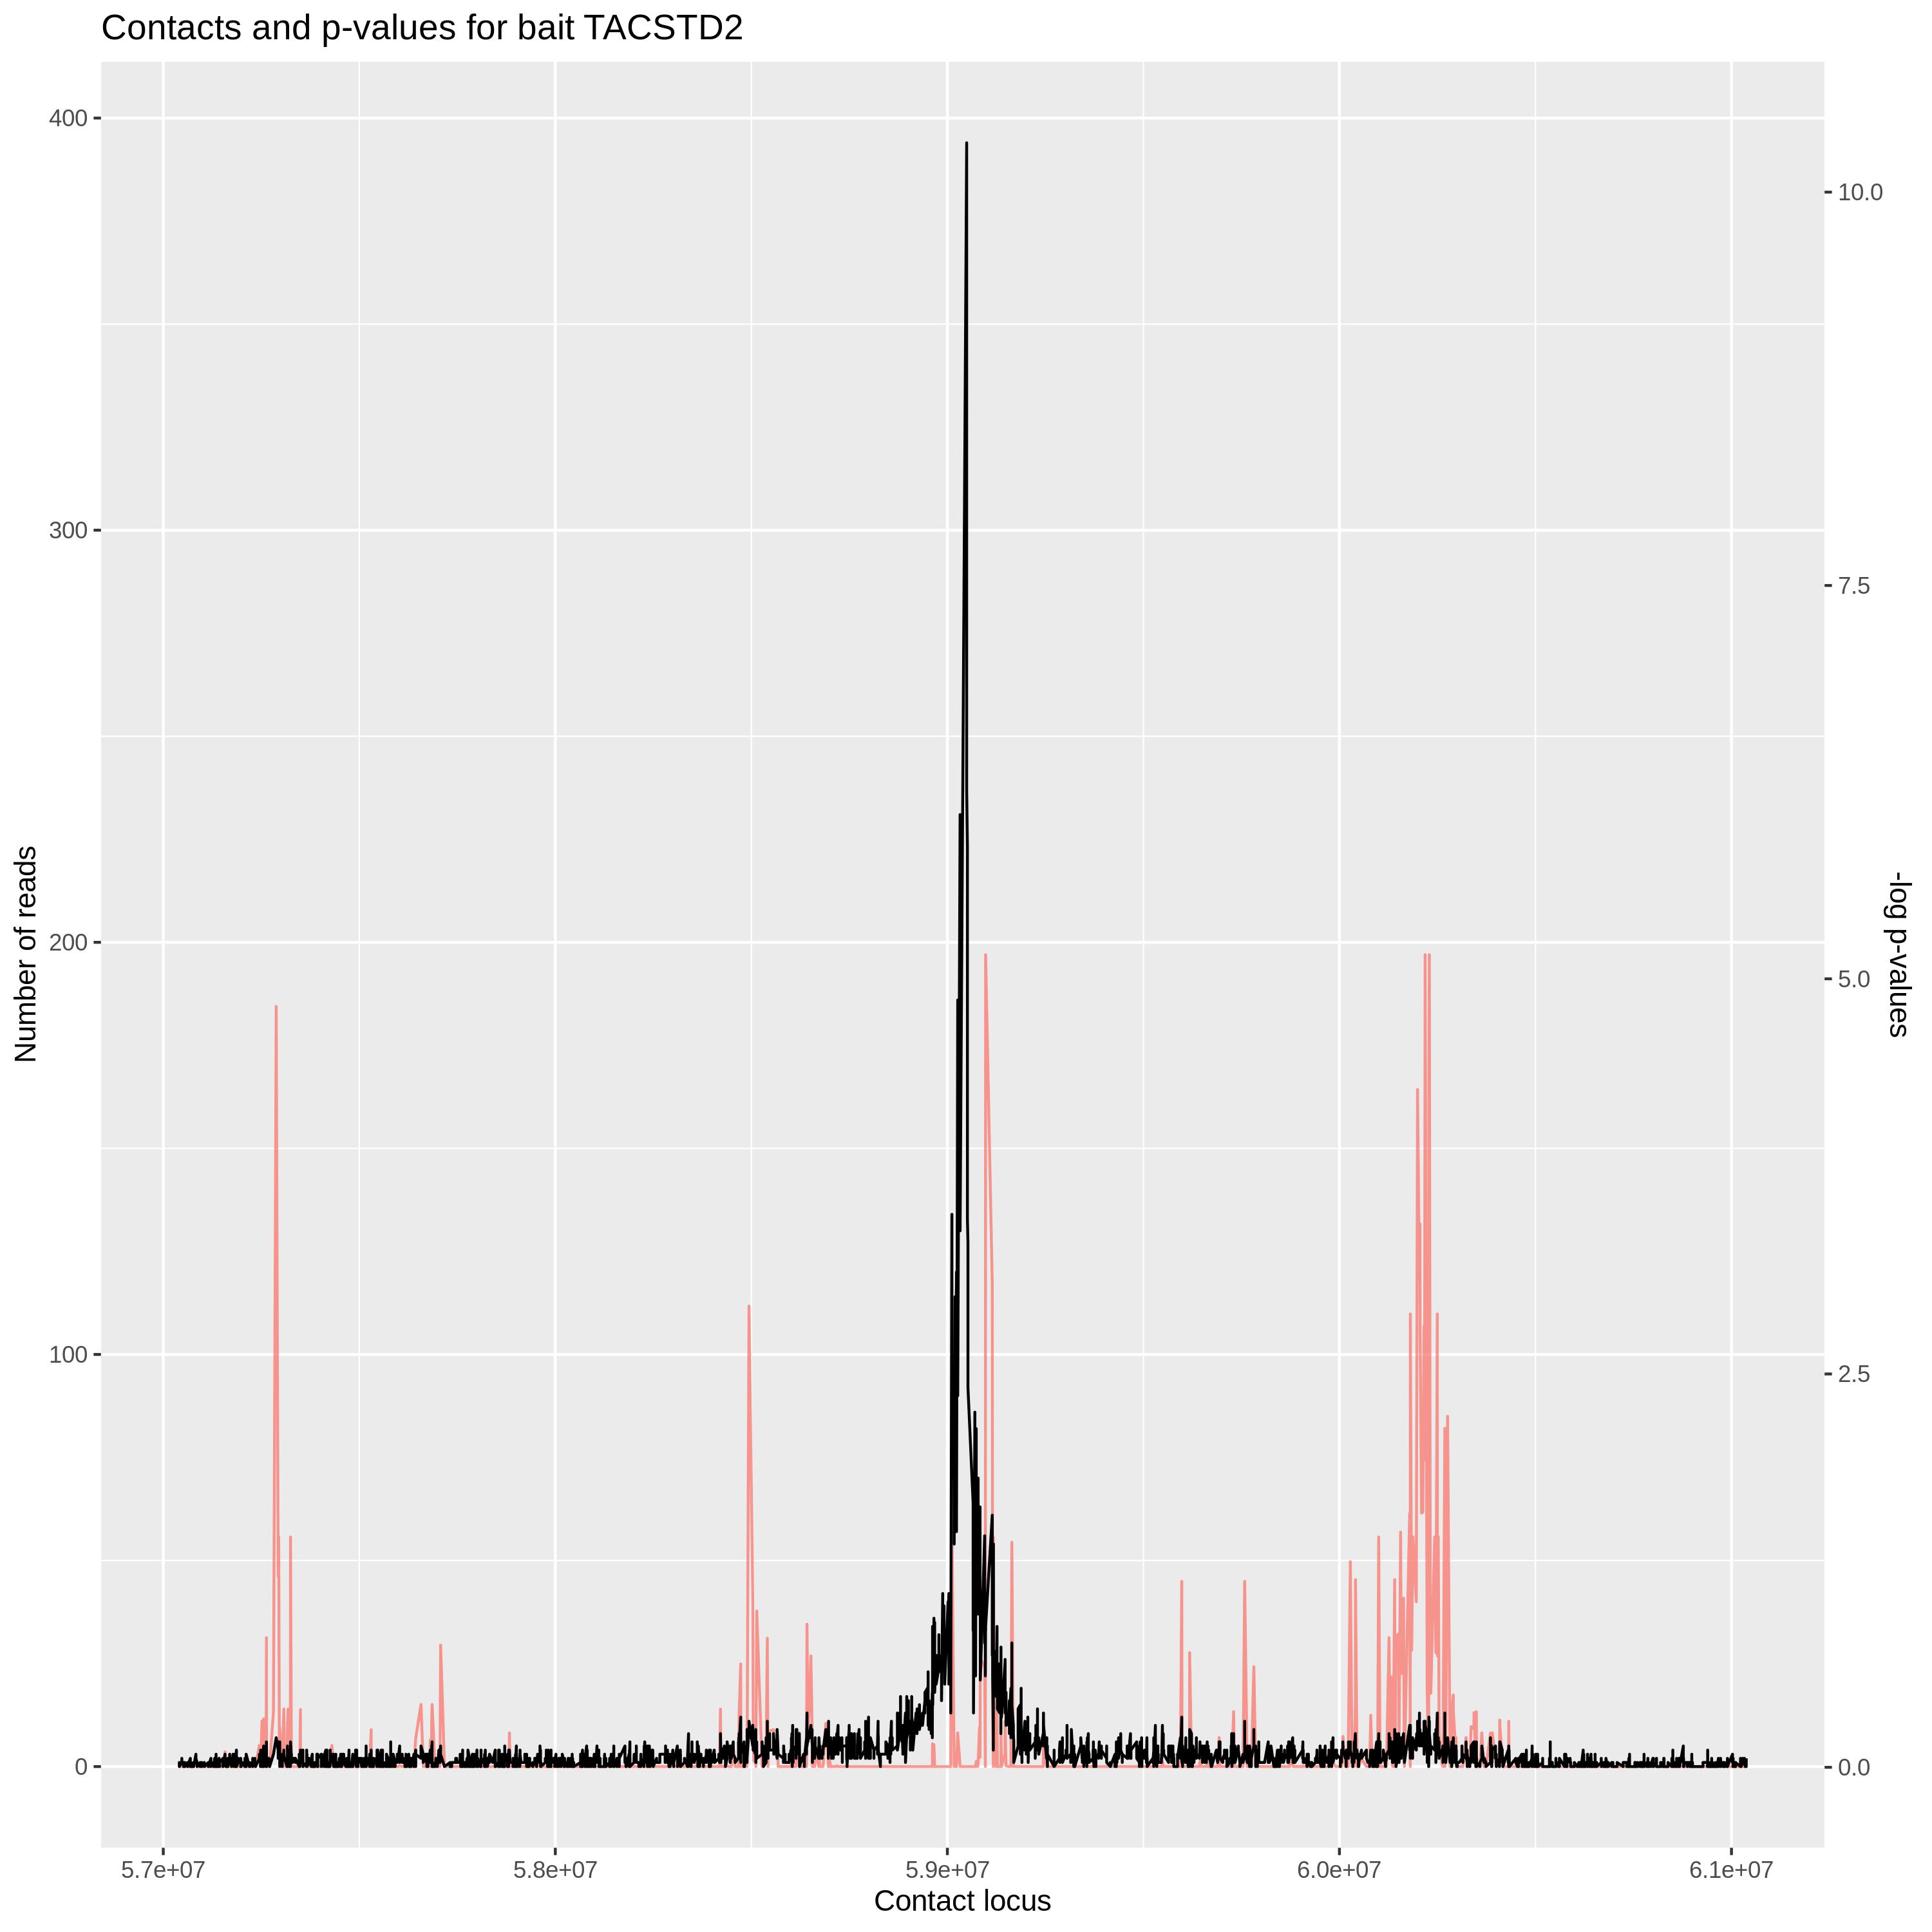 Contacts and p-values for bait TACSTD2
400
300
200
100
0
Number of reads
10.0
7.5
5.0
2.5
0.0
-log p-values
5.7e+07
5.8e+07
5.9e+07
6.0e+07
6.1e+07
Contact locus